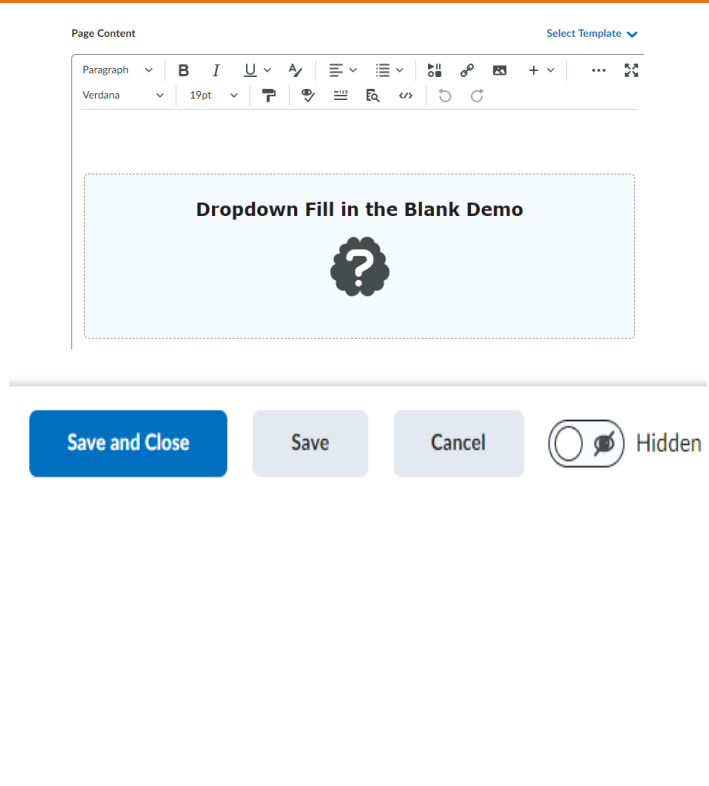 Page Content Select Template
Paragraph B I U A
Verdana 19pt
Dropdown Fill in the Blank Demo
?
Save and Close Save Cancel Hidden